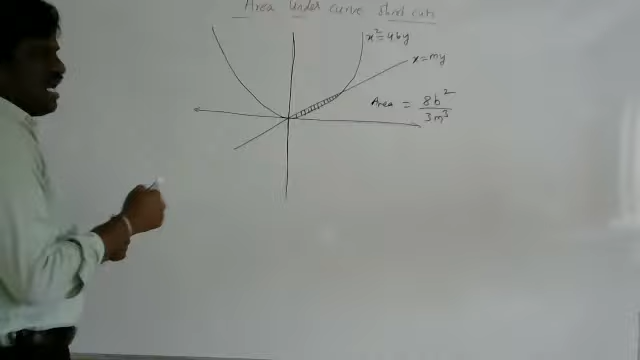 Area Under Curve Short cuts
x² = 4by
x = my
Area = 8b²/3m³